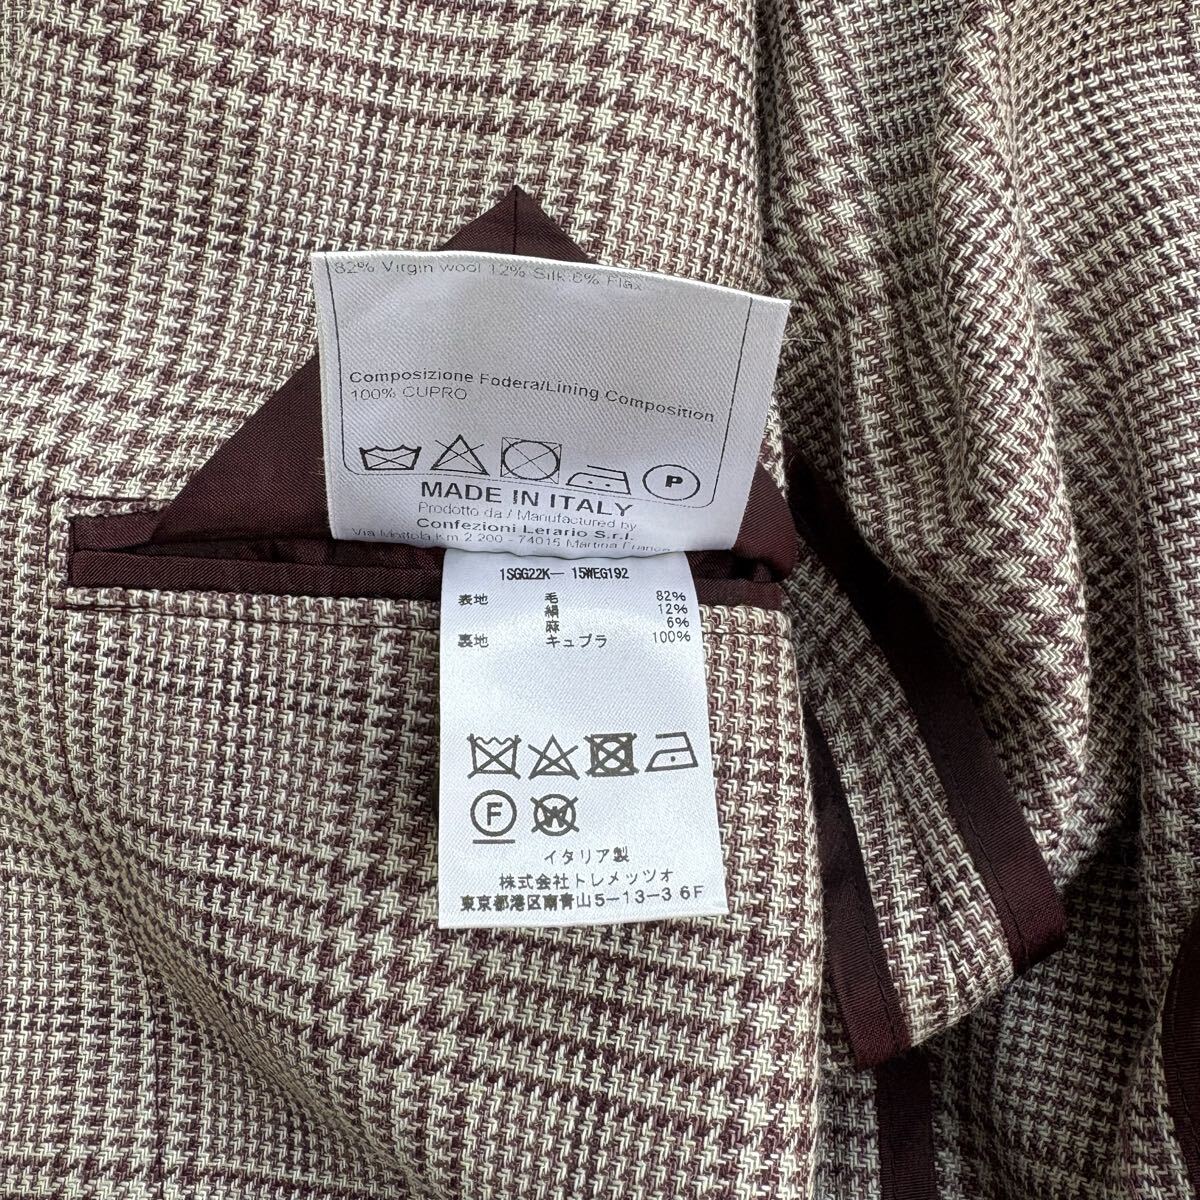 82% Virgin wool 12% Silk 6% Flax
Composizione Fodera/Lining Composition
100% CUPRO
P
MADE IN ITALY
Prodotto da / Manufactured by
Confezioni Lerario S.r.l.
Via Mottola Km 2 200 - 74015 Martina Franca
1SGG22K- 15WEG192
表地 毛 82%
絹 12%
麻 6%
裏地 キュプラ 100%
F W
イタリア製
株式会社トレメッツォ
東京都港区南青山5-13-3 6F